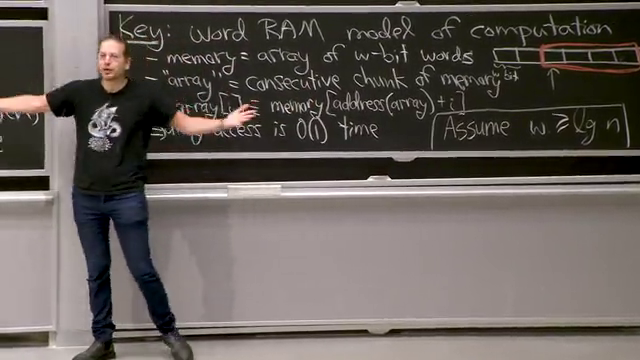 Key: word RAM model of computation
- memory = array of w-bit words
- "array" = consecutive chunk of memory
w bit
array[i] = memory[address(array) + i]
access is O(1) time
Assume w ≥ lg n